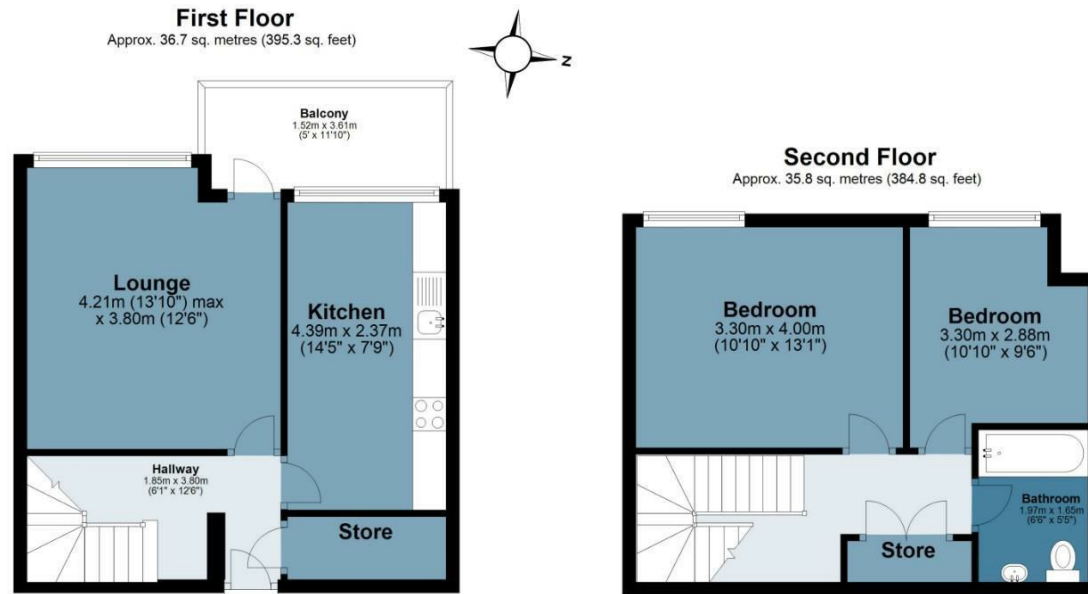 First Floor
Approx. 36.7 sq. metres (395.3 sq. feet)
N
Balcony
1.52m x 3.61m
(5' x 11'10")
Lounge
4.21m (13'10") max
x 3.80m (12'6")
Kitchen
4.39m x 2.37m
(14'5" x 7'9")
Hallway
1.85m x 3.80m
(6'1" x 12'6")
Store
Second Floor
Approx. 35.8 sq. metres (384.8 sq. feet)
Bedroom
3.30m x 4.00m
(10'10" x 13'1")
Bedroom
3.30m x 2.88m
(10'10" x 9'6")
Bathroom
1.97m x 1.65m
(6'6" x 5'5")
Store